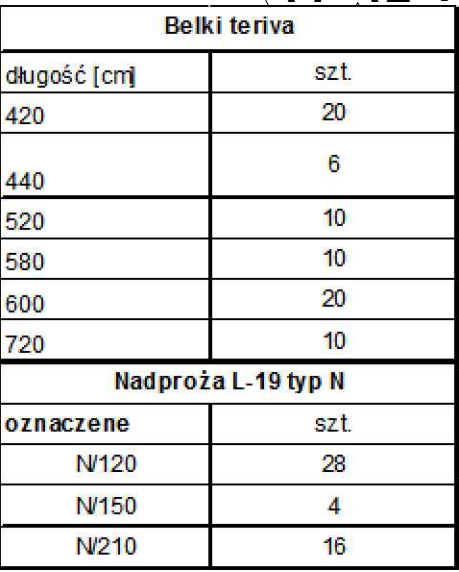 Belki teriva
długość [cm] szt.
420 20
440 6
520 10
580 10
600 20
720 10
Nadproża L-19 typ N
oznaczene szt.
N/120 28
N/150 4
N/210 16